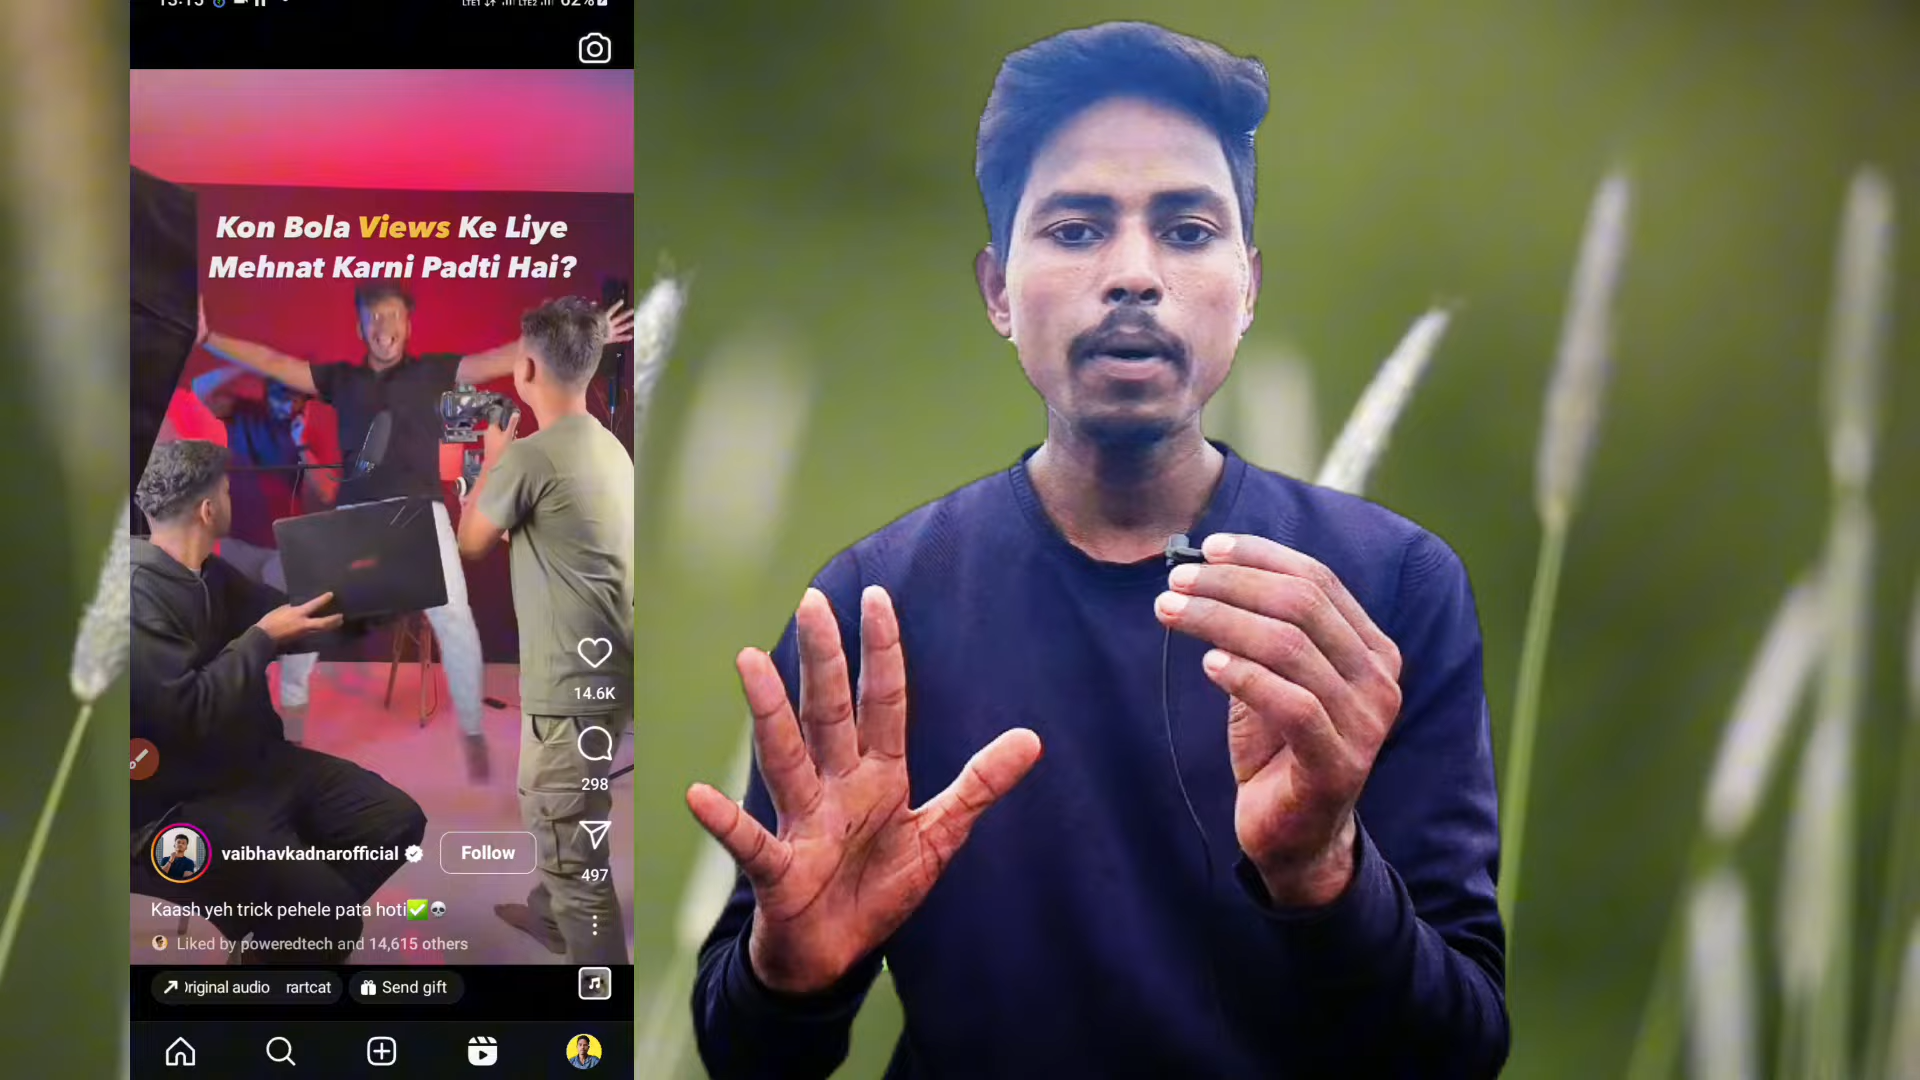 Kon Bola Views Ke Liye
Mehnat Karni Padti Hai?
14.6K
298
497
vaibhavkadnarofficial
Follow
Kaash yeh trick pehele pata hoti✅💀
Liked by poweredtech and 14,615 others
riginal audio
rartcat
Send gift